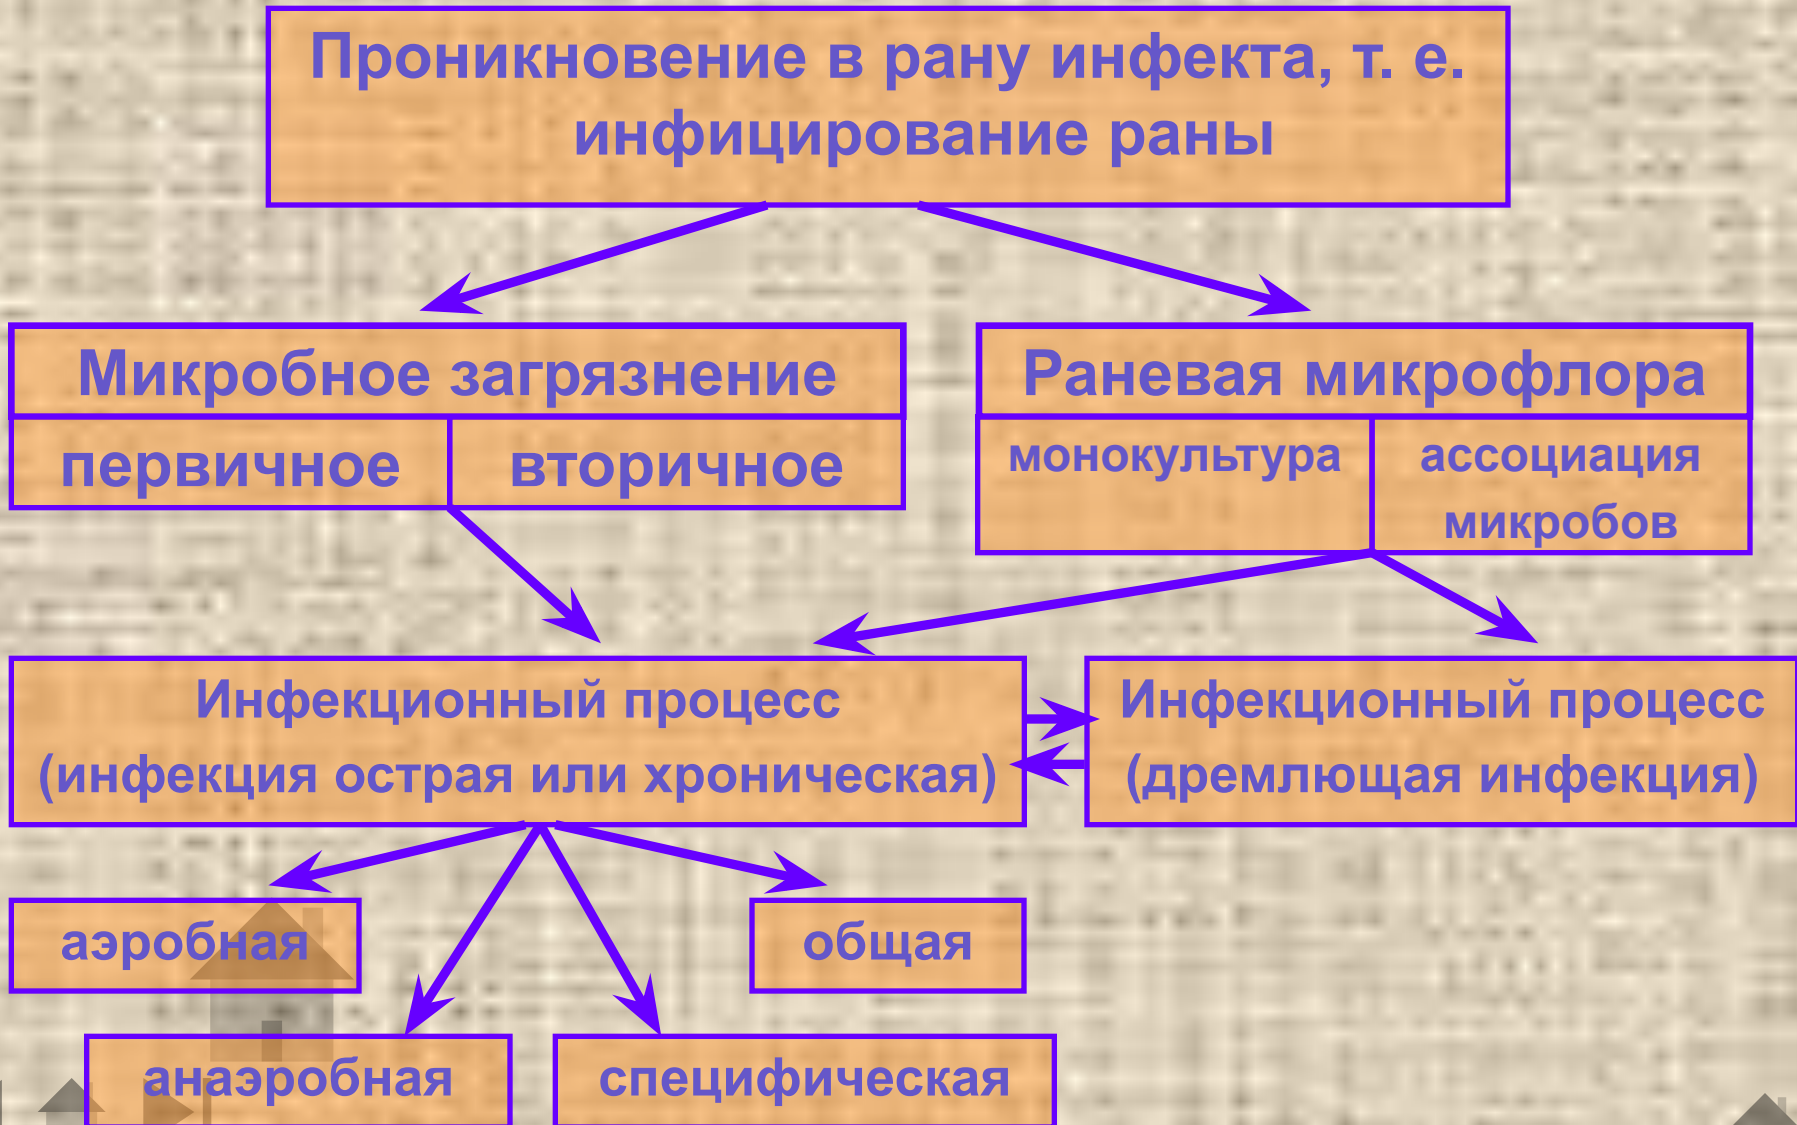 Проникновение в рану инфекта, т. е.
инфицирование раны
Микробное загрязнение
первичное
вторичное
Раневая микрофлора
монокультура
ассоциация
микробов
Инфекционный процесс
(инфекция острая или хроническая)
Инфекционный процесс
(дремлющая инфекция)
аэробная
общая
анаэробная
специфическая